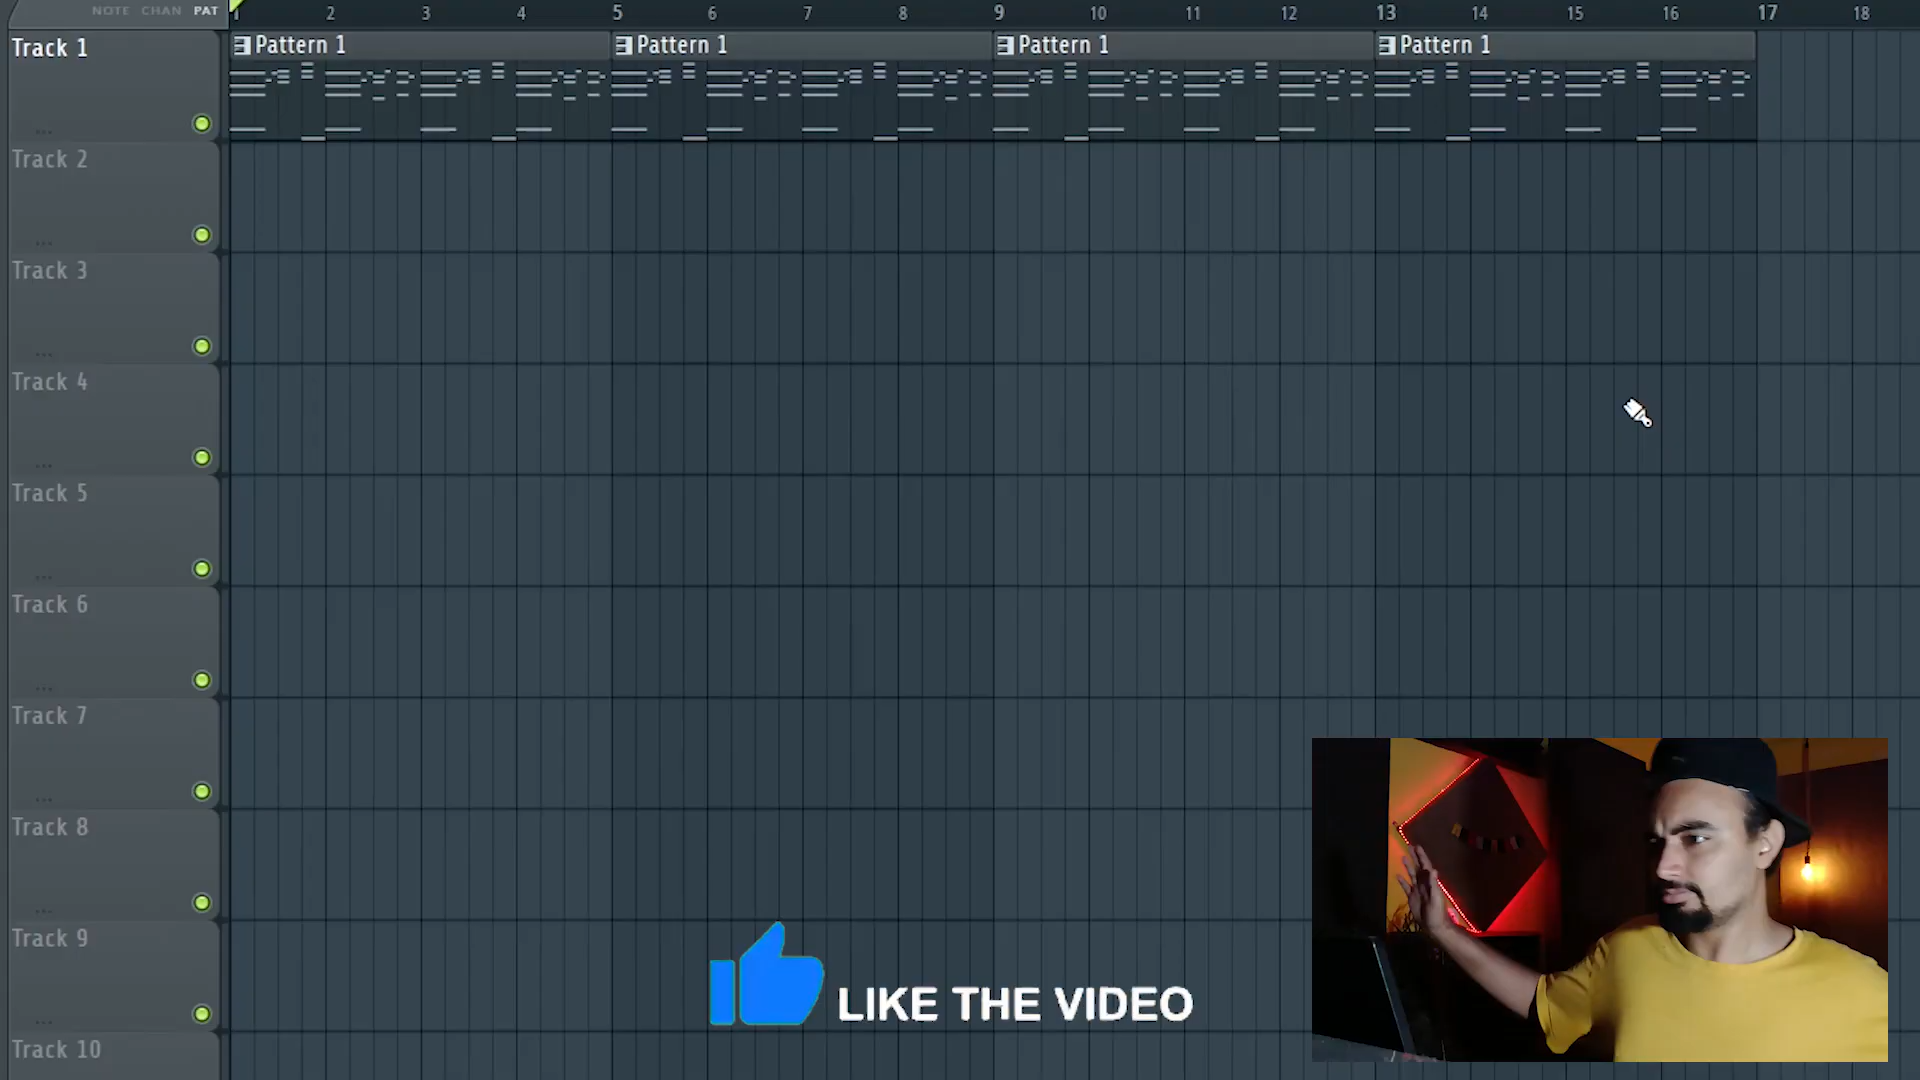 NOTE CHAN PAT
1 2 3 4 5 6 7 8 9 10 11 12 13 14 15 16 17 18
Track 1
Pattern 1 Pattern 1 Pattern 1 Pattern 1
Track 2
Track 3
Track 4
Track 5
Track 6
Track 7
Track 8
Track 9
Track 10
LIKE THE VIDEO